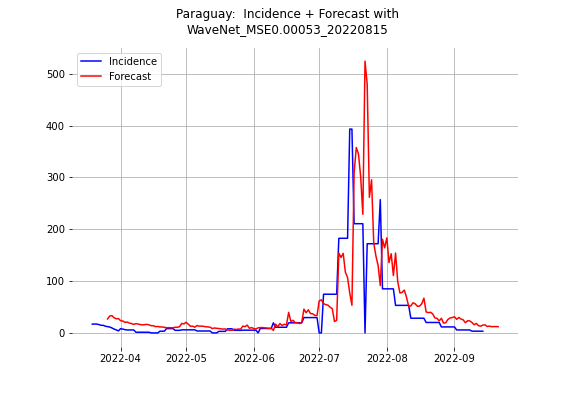 Paraguay:  Incidence + Forecast with
WaveNet_MSE0.00053_20220815
Incidence
Forecast
500
400
300
200
100
0
2022-04 2022-05 2022-06 2022-07 2022-08 2022-09